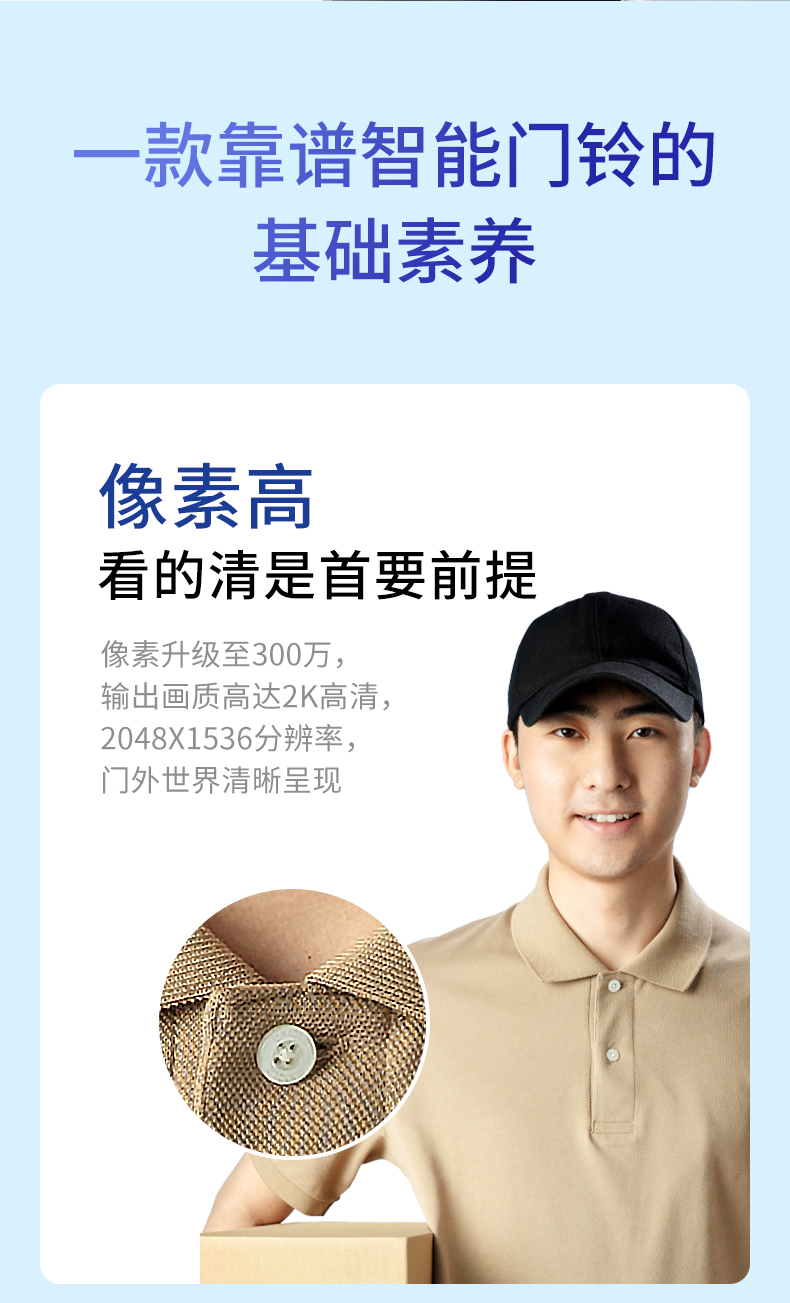 一款靠谱智能门铃的
基础素养
像素高
看的清是首要前提
像素升级至300万，
输出画质高达2K高清，
2048X1536分辨率，
门外世界清晰呈现